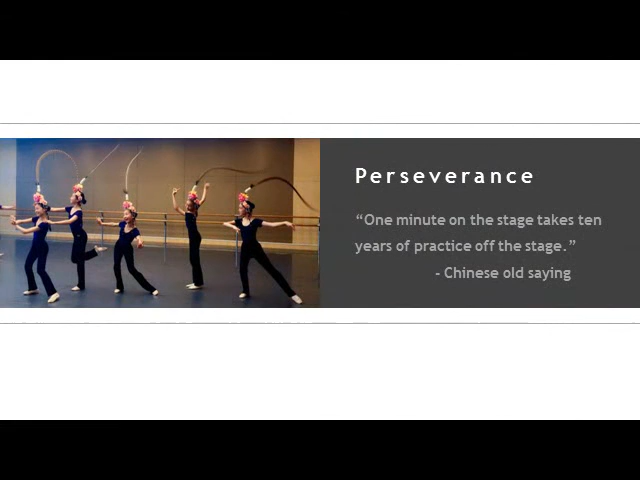 Perseverance
“One minute on the stage takes ten
years of practice off the stage.”
- Chinese old saying